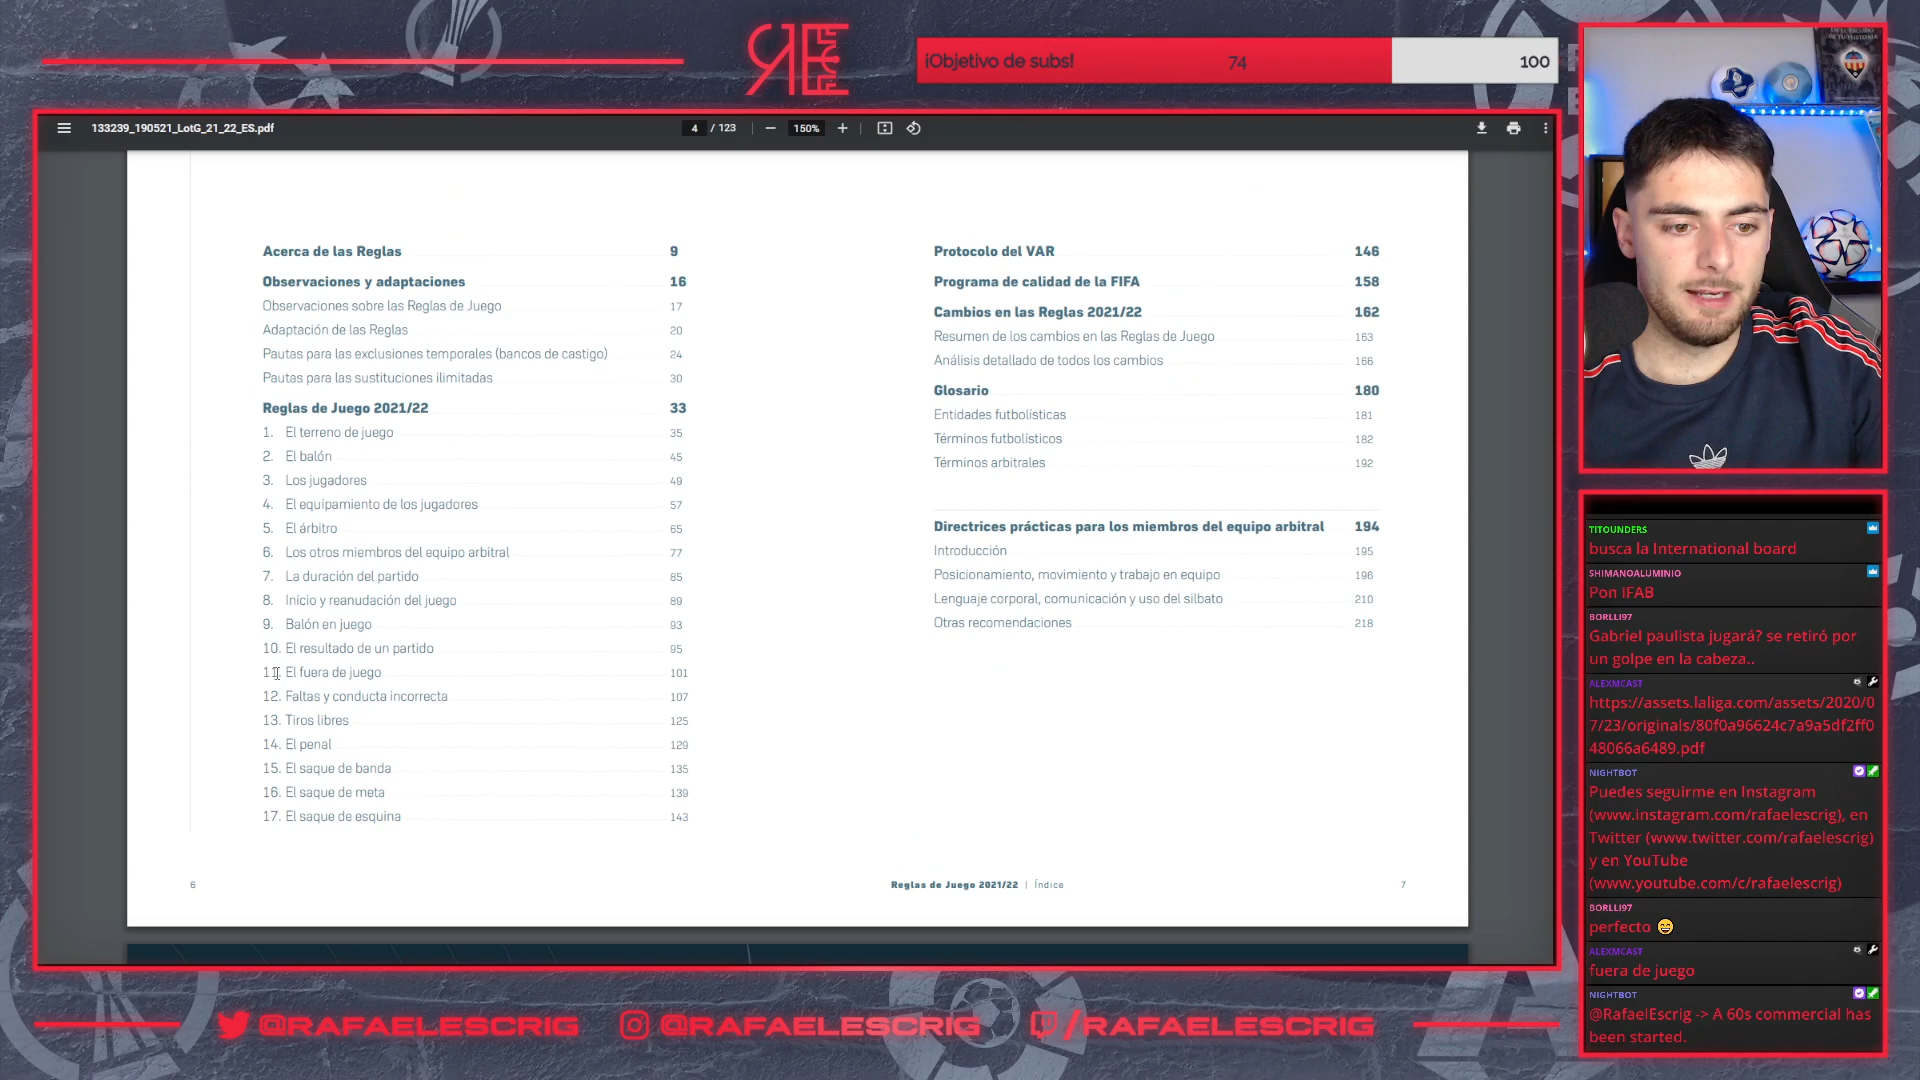 ¡Objetivo de subs! 74 100
133239_190521_LotG_21_22_ES.pdf
4 / 123
150%
Acerca de las Reglas 9
Observaciones y adaptaciones 16
Observaciones sobre las Reglas de Juego 17
Adaptación de las Reglas 20
Pautas para las exclusiones temporales (bancos de castigo) 24
Pautas para las sustituciones ilimitadas 30
Reglas de Juego 2021/22 33
1. El terreno de juego 35
2. El balón 45
3. Los jugadores 49
4. El equipamiento de los jugadores 57
5. El árbitro 65
6. Los otros miembros del equipo arbitral 77
7. La duración del partido 85
8. Inicio y reanudación del juego 89
9. Balón en juego 93
10. El resultado de un partido 95
11. El fuera de juego 101
12. Faltas y conducta incorrecta 107
13. Tiros libres 125
14. El penal 129
15. El saque de banda 135
16. El saque de meta 139
17. El saque de esquina 143
6
Protocolo del VAR 146
Programa de calidad de la FIFA 158
Cambios en las Reglas 2021/22 162
Resumen de los cambios en las Reglas de Juego 163
Análisis detallado de todos los cambios 166
Glosario 180
Entidades futbolísticas 181
Términos futbolísticos 182
Términos arbitrales 192
Directrices prácticas para los miembros del equipo arbitral 194
Introducción 195
Posicionamiento, movimiento y trabajo en equipo 196
Lenguaje corporal, comunicación y uso del silbato 210
Otras recomendaciones 218
Reglas de Juego 2021/22 | Índice
7
TITOUNDERS
busca la International board
SHIMANOALUMINIO
Pon IFAB
BORLLI97
Gabriel paulista jugará? se retiró por
un golpe en la cabeza..
ALEXMCAST
https://assets.laliga.com/assets/2020/0
7/23/originals/80f0a96624c7a9a5df2ff0
48066a6489.pdf
NIGHTBOT
Puedes seguirme en Instagram
(www.instagram.com/rafaelescrig), en
Twitter (www.twitter.com/rafaelescrig)
y en YouTube
(www.youtube.com/c/rafaelescrig)
BORLLI97
perfecto
ALEXMCAST
fuera de juego
NIGHTBOT
@RafaelEscrig -> A 60s commercial has
been started.
@RAFAELESCRIG @RAFAELESCRIG /RAFAELESCRIG